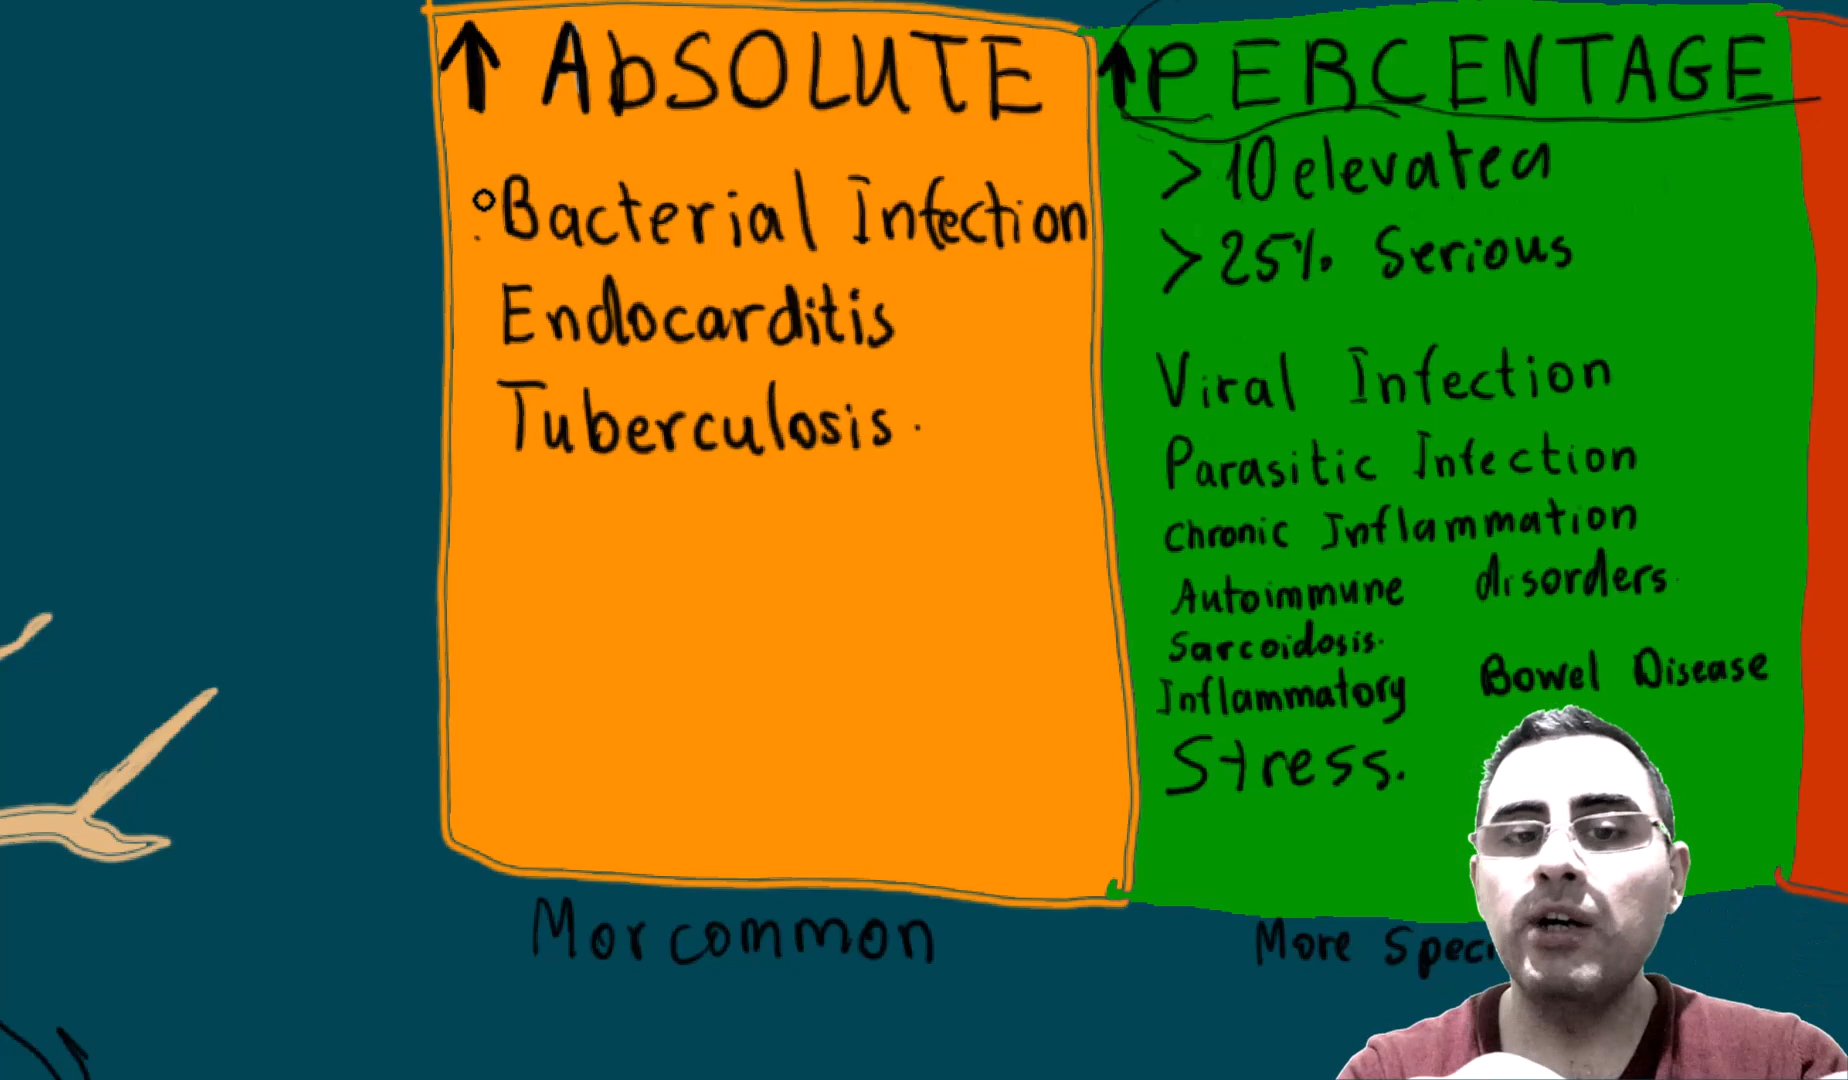 ↑ AbSOLUTE
Bacterial Infection
Endocarditis
Tuberculosis.
Mor common
↑ PERCENTAGE
> 10 elevated
> 25% Serious
Viral Infection
Parasitic Infection
Chronic Inflammation
Autoimmune disorders.
Sarcoidosis.
Inflammatory Bowel Disease
Stress.
More